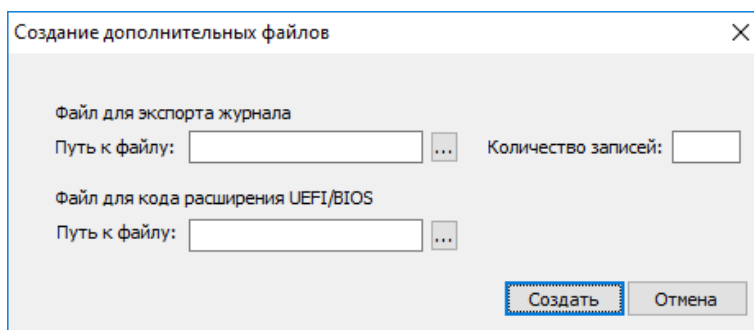 Создание дополнительных файлов
Файл для экспорта журнала
Путь к файлу: ... Количество записей:
Файл для кода расширения UEFI/BIOS
Путь к файлу: ...
Создать Отмена